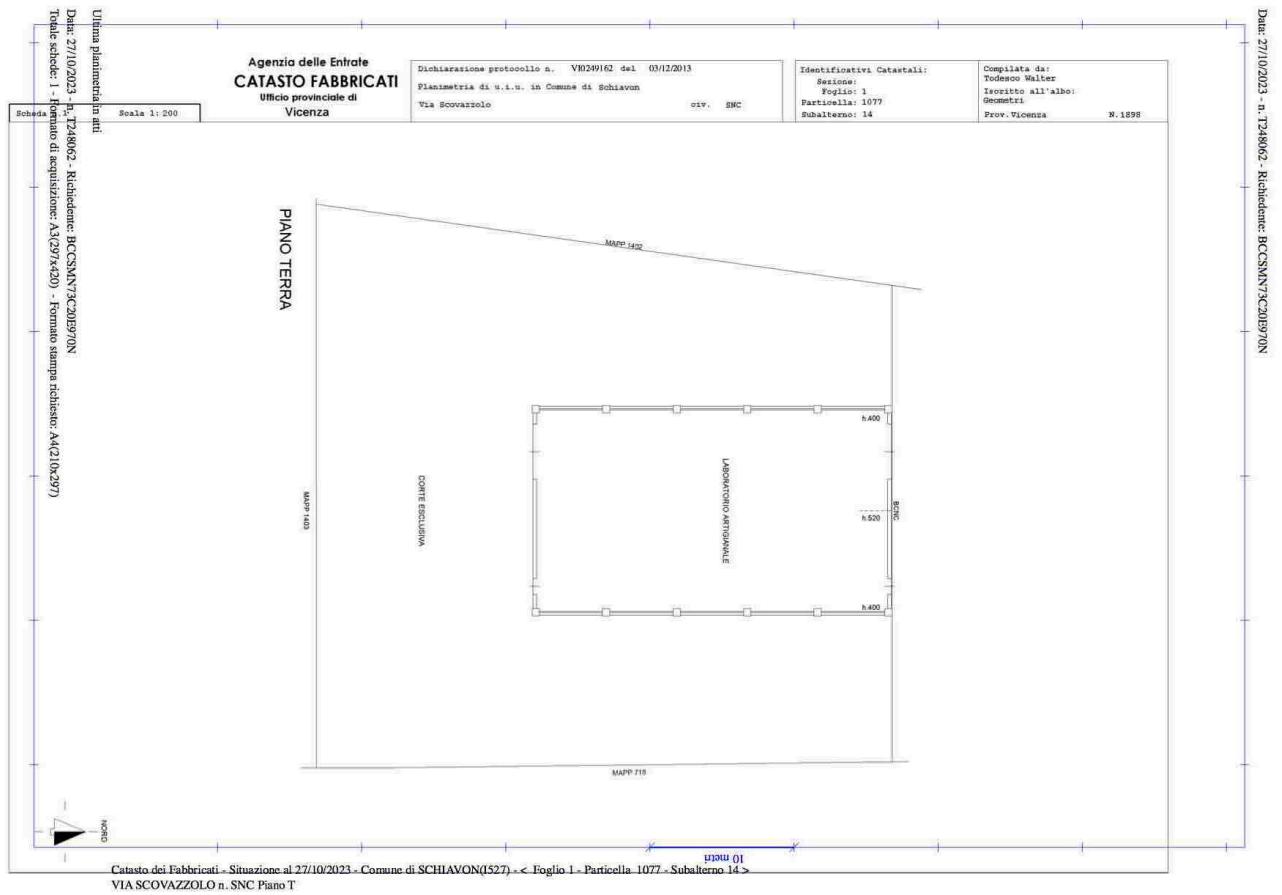 Ultima planimetria in atti
Data: 27/10/2023 - n. T248062 - Richiedente: BCCSMN73C20E970N
Totale schede: 1 - Formato di acquisizione: A3(297x420) - Formato stampa richiesto: A4(210x297)
Data: 27/10/2023 - n. T248062 - Richiedente: BCCSMN73C20E970N
Agenzia delle Entrate
CATASTO FABBRICATI
Ufficio provinciale di
Vicenza
Scheda n.1
Scala 1:200
Dichiarazione protocollo n. VI0249162 del 03/12/2013
Planimetria di u.i.u. in Comune di Schiavon
Via Scovazzolo civ. SNC
Identificativi Catastali:
Sezione:
Foglio: 1
Particella: 1077
Subalterno: 14
Compilata da:
Todesco Walter
Iscritto all'albo:
Geometri
Prov. Vicenza N. 1898
PIANO TERRA
MAPP 1402
h.400
LABORATORIO ARTIGIANALE
CORTE ESCLUSIVA
MAPP 1403
BCNC
h.520
h.400
MAPP 718
NORD
10 metri
Catasto dei Fabbricati - Situazione al 27/10/2023 - Comune di SCHIAVON(I527) - < Foglio 1 - Particella 1077 - Subalterno 14 >
VIA SCOVAZZOLO n. SNC Piano T